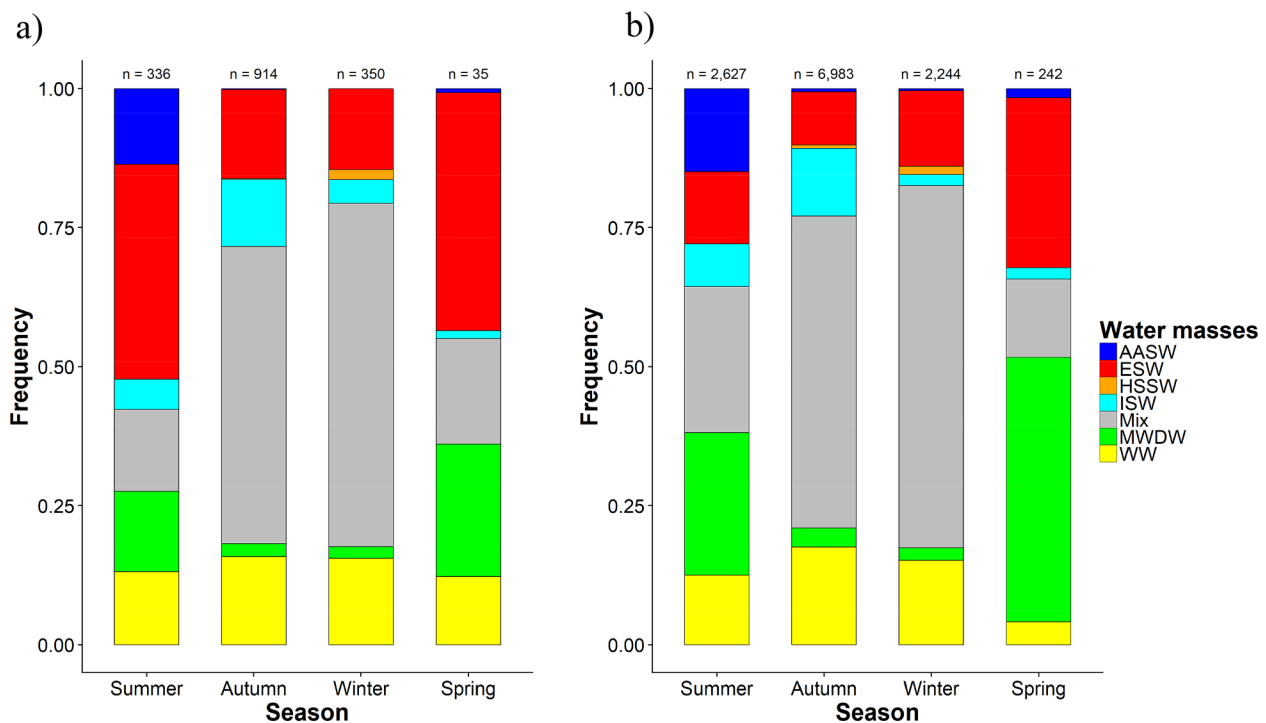 a)
n = 336 n = 914 n = 350 n = 35
1.00
0.75
0.50
0.25
0.00
Frequency
Summer Autumn Winter Spring
Season
b)
n = 2,627 n = 6,983 n = 2,244 n = 242
1.00
0.75
0.50
0.25
0.00
Frequency
Summer Autumn Winter Spring
Season
Water masses
AASW
ESW
HSSW
ISW
Mix
MWDW
WW